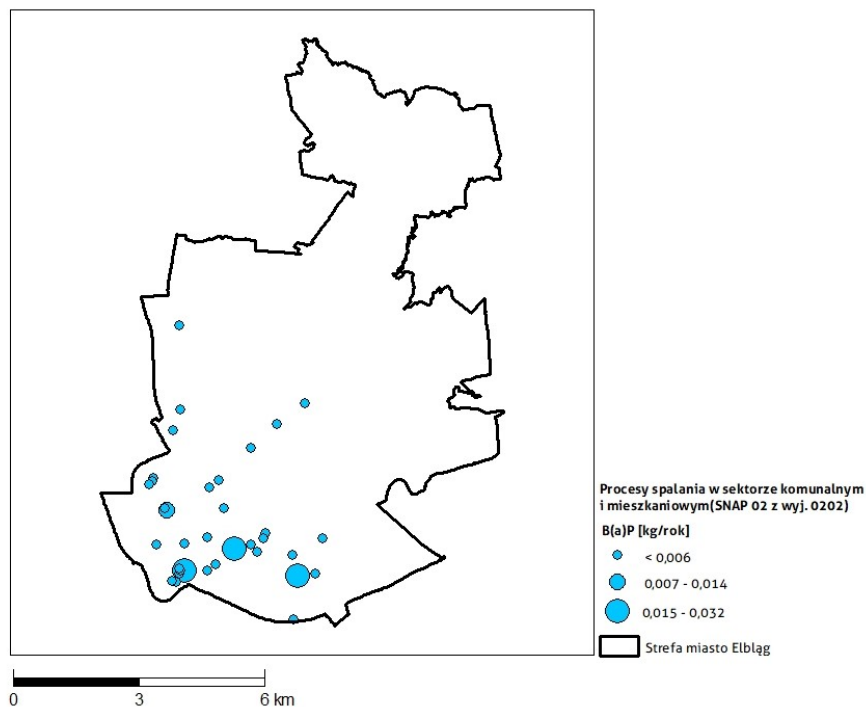 Procesy spalania w sektorze komunalnym
i mieszkaniowym(SNAP 02 z wyj. 0202)
B(a)P [kg/rok]
< 0,006
0,007 - 0,014
0,015 - 0,032
Strefa miasto Elbląg
0 3 6 km